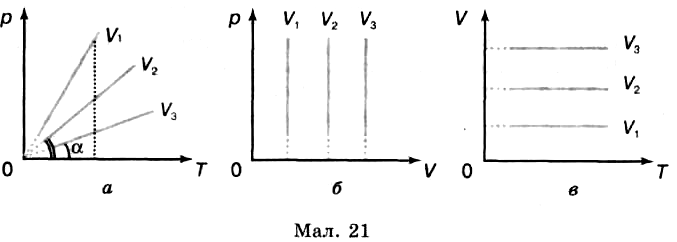 p V₁ V₂ V₃ α 0 T
а
p V₁ V₂ V₃ 0 V
б
V V₃ V₂ V₁ 0 T
в
Мал. 21